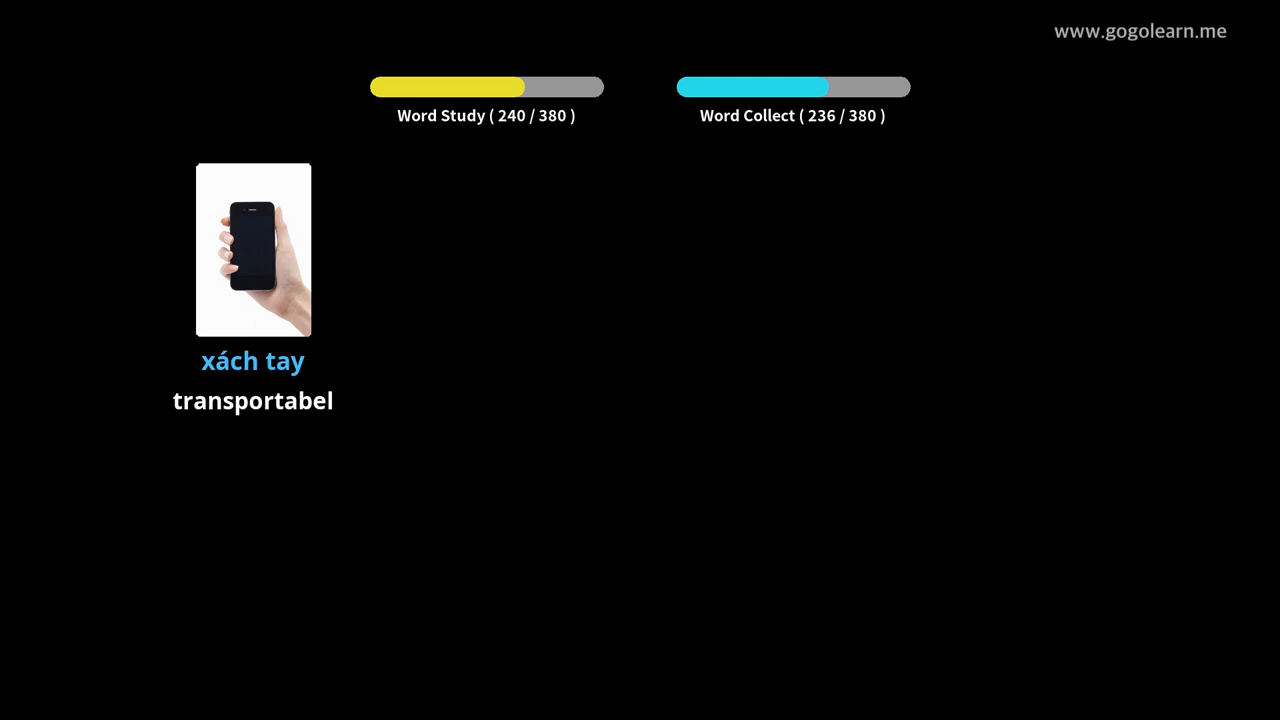 www.gogolearn.me
Word Study ( 240 / 380 )
Word Collect ( 236 / 380 )
xách tay
transportabel